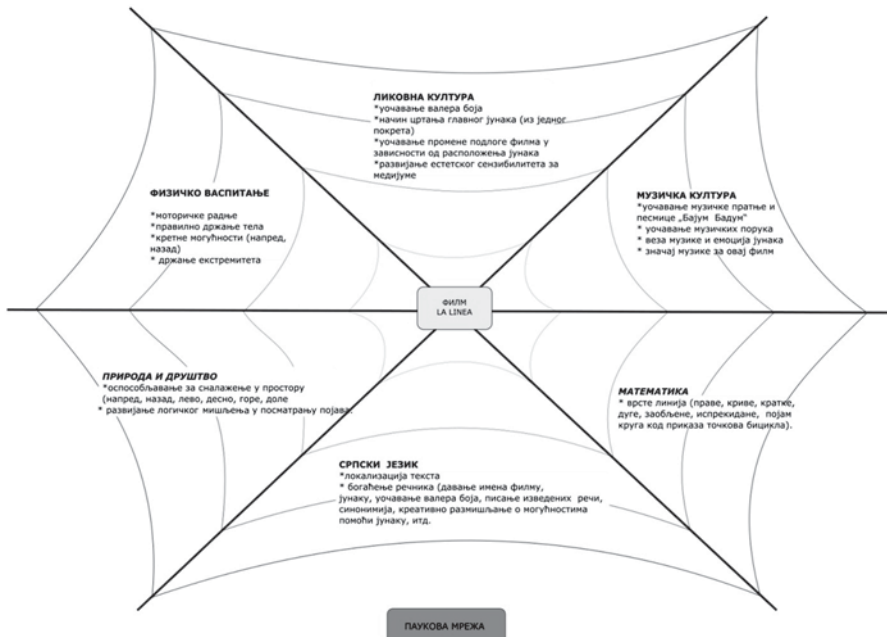 ЛИКОВНА КУЛТУРА
*уочавање валера боја
*начин цртања главног јунака (из једног
покрета)
*уочавање промене подлоге филма у
зависности од расположења јунака
*развијање естетског сензибилитета за
медијуме
ФИЗИЧКО ВАСПИТАЊЕ
*моторичке радње
*правилно држање тела
*кретне могућности (напред,
назад)
* држање екстремитета
МУЗИЧКА КУЛТУРА
*уочавање музичке пратње и
песмице „Бајум Бадум“
* уочавање музичких порука
* веза музике и емоција јунака
* значај музике за овај филм
ФИЛМ
LA LINEA
ПРИРОДА И ДРУШТВО
*оспособљавање за сналажење у простору
(напред, назад, лево, десно, горе, доле
* развијање логичког мишљења у посматрању појава.
МАТЕМАТИКА
* врсте линија (праве, криве, кратке,
дуге, заобљене, испрекидане, појам
круга код приказа точкова бицикла).
СРПСКИ ЈЕЗИК
*локализација текста
* богаћење речника (давање имена филму,
јунаку, уочавање валера боја, писање изведених речи,
синонимија, креативно размишљање о могућностима
помоћи јунаку, итд.
ПАУКОВА МРЕЖА